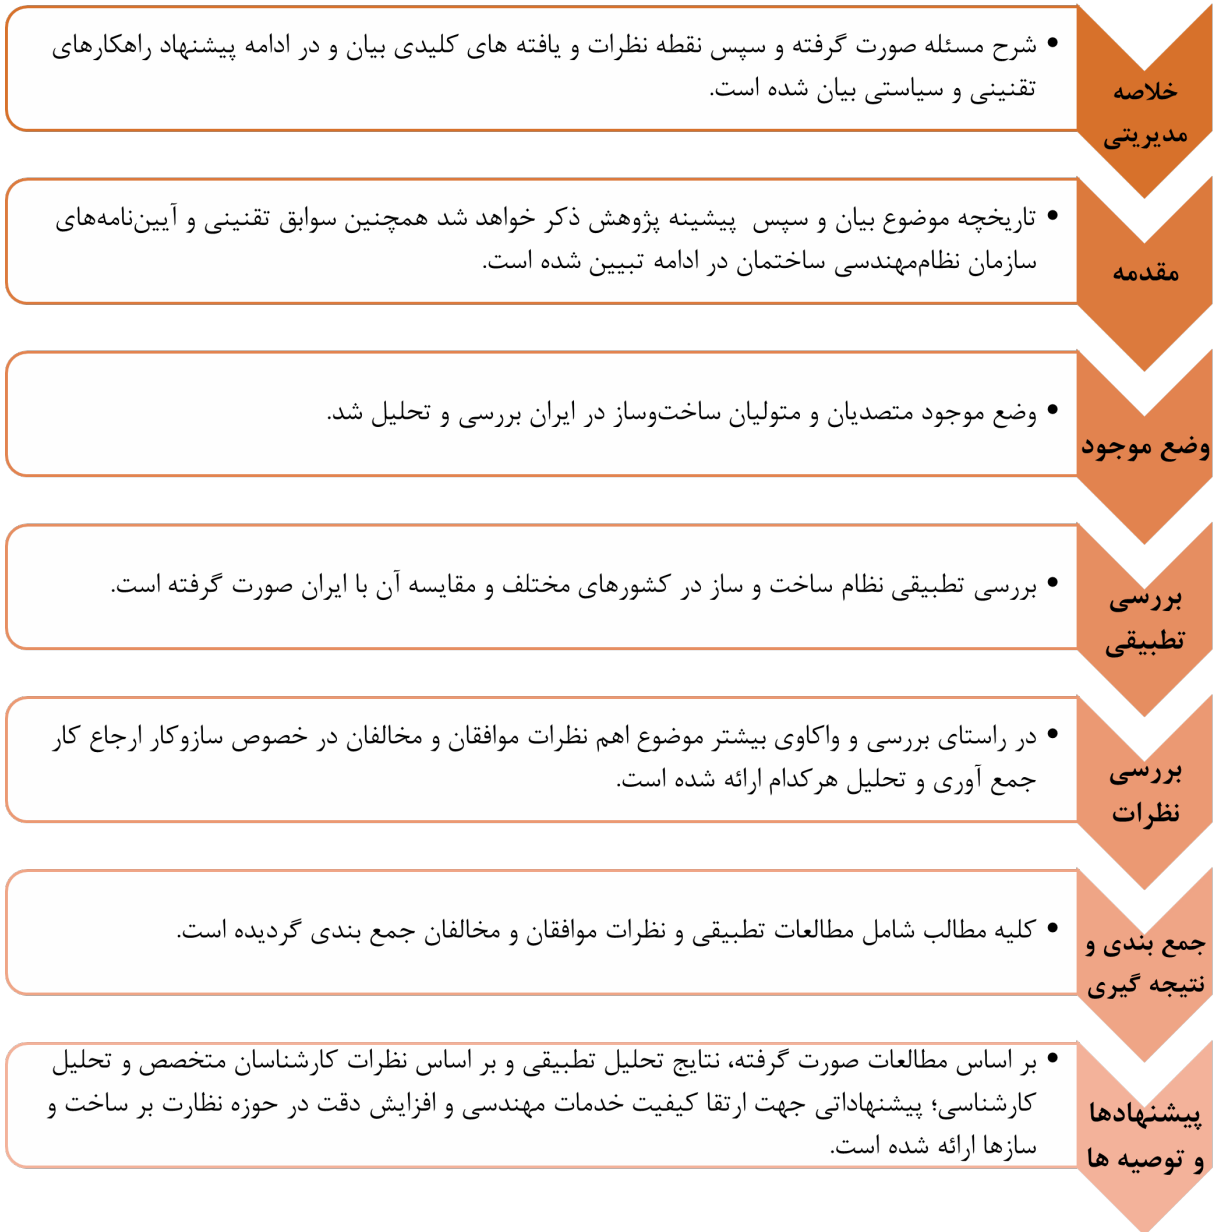 خلاصه
مدیریتی
• شرح مسئله صورت گرفته و سپس نقطه نظرات و یافته های کلیدی بیان و در ادامه پیشنهاد راهکارهای
تقنینی و سیاستی بیان شده است.
مقدمه
• تاریخچه موضوع بیان و سپس پیشینه پژوهش ذکر خواهد شد همچنین سوابق تقنینی و آیین‌نامه‌های
سازمان نظام‌مهندسی ساختمان در ادامه تبیین شده است.
وضع موجود
• وضع موجود متصدیان و متولیان ساخت‌وساز در ایران بررسی و تحلیل شد.
بررسی
تطبیقی
• بررسی تطبیقی نظام ساخت و ساز در کشورهای مختلف و مقایسه آن با ایران صورت گرفته است.
بررسی
نظرات
• در راستای بررسی و واکاوی بیشتر موضوع اهم نظرات موافقان و مخالفان در خصوص سازوکار ارجاع کار
جمع آوری و تحلیل هرکدام ارائه شده است.
جمع بندی و
نتیجه گیری
• کلیه مطالب شامل مطالعات تطبیقی و نظرات موافقان و مخالفان جمع بندی گردیده است.
پیشنهادها
و توصیه ها
• بر اساس مطالعات صورت گرفته، نتایج تحلیل تطبیقی و بر اساس نظرات کارشناسان متخصص و تحلیل
کارشناسی؛ پیشنهاداتی جهت ارتقا کیفیت خدمات مهندسی و افزایش دقت در حوزه نظارت بر ساخت و
سازها ارائه شده است.